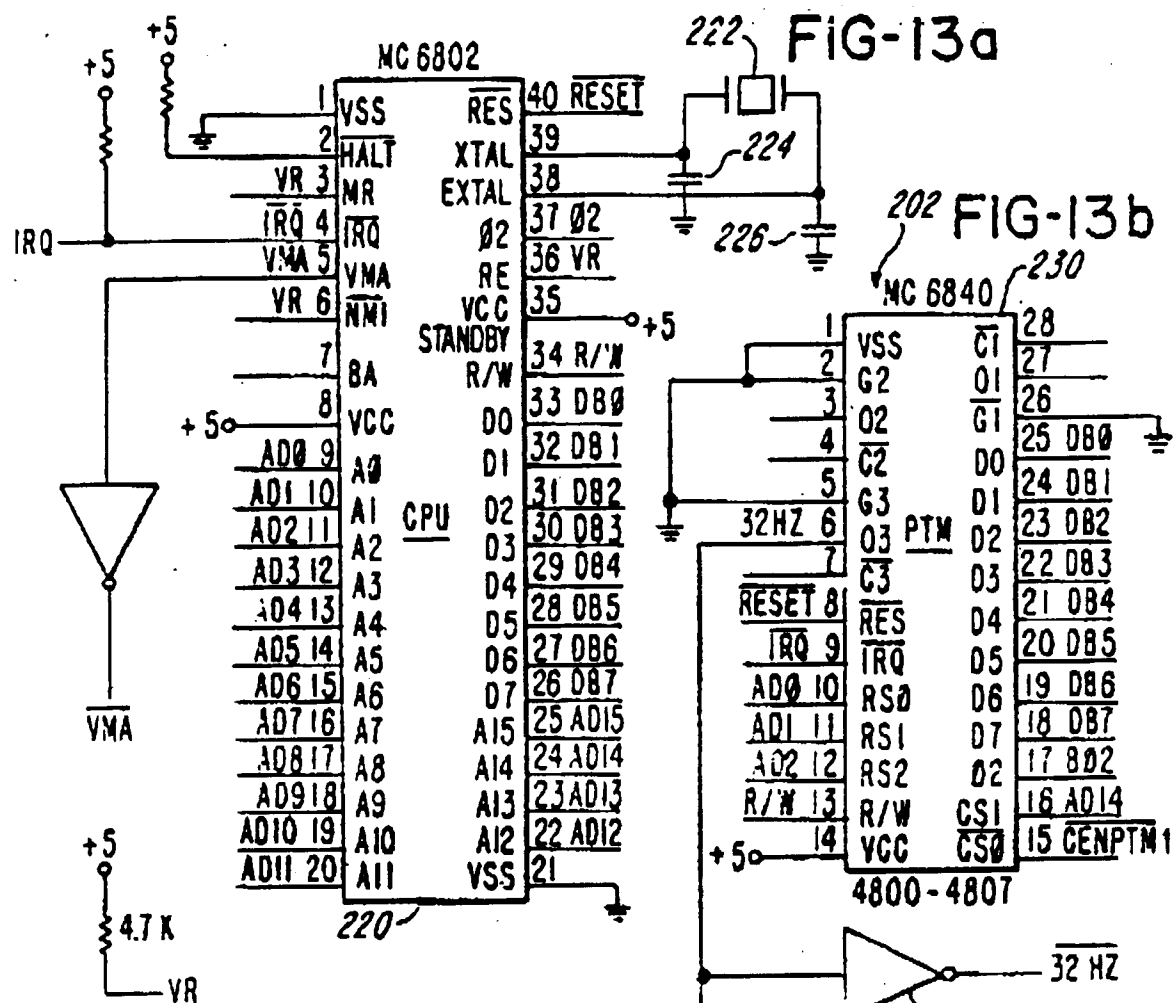 FIG-13a
+5
+5
MC 6802
222
1 VSS RES 40 RESET
2 HALT XTAL 39
224
VR 3 MR EXTAL 38
IRQ
IRQ 4 IRQ Ø2 37 Ø2
226
VMA 5 VMA RE 36 VR
VR 6 NMI VCC STANDBY 35
+5
7 BA R/W 34 R/W
+5
8 VCC D0 33 DB0
AD0 9 A0 D1 32 DB1
AD1 10 A1 CPU D2 31 DB2
AD2 11 A2 D3 30 DB3
AD3 12 A3 D4 29 DB4
AD4 13 A4 D5 28 DB5
AD5 14 A5 D6 27 DB6
AD6 15 A6 D7 26 DB7
AD7 16 A7 A15 25 AD15
AD8 17 A8 A14 24 AD14
AD9 18 A9 A13 23 AD13
AD10 19 A10 A12 22 AD12
AD11 20 A11 VSS 21
220
VMA
+5
4.7 K
VR
FIG-13b
202
230
MC 6840
1 VSS C1 28
2 G2 O1 27
3 O2 G1 26
4 C2 D0 25 DB0
5 G3 D1 24 DB1
32HZ 6 O3 PTM D2 23 DB2
7 C3 D3 22 DB3
RESET 8 RES D4 21 DB4
IRQ 9 IRQ D5 20 DB5
AD0 10 RS0 D6 19 DB6
AD1 11 RS1 D7 18 DB7
AD2 12 RS2 Ø2 17 BØ2
R/W 13 R/W CS1 16 AD14
+5
14 VCC CS0 15 CENPTM1
4800-4807
32 HZ